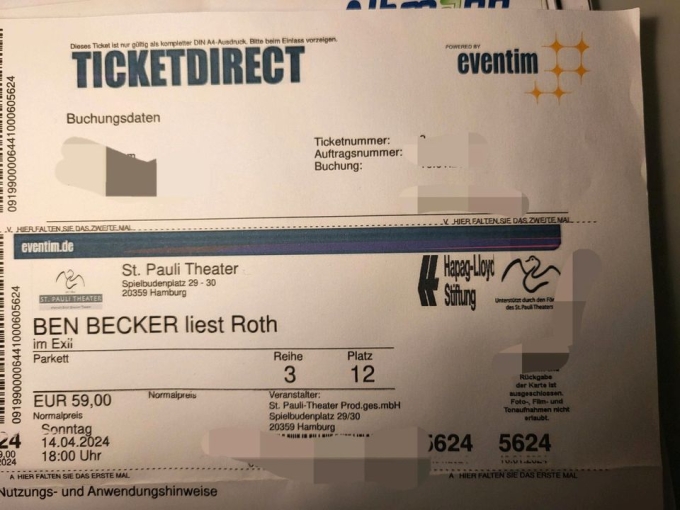 Dieses Ticket ist nur gültig als kompletter DIN A4-Ausdruck. Bitte beim Einlass vorzeigen.
TICKETDIRECT
POWERED BY
eventim
Buchungsdaten
Ticketnummer:
Auftragsnummer:
Buchung:
0919900006441000605624
V HIER FALTEN SIE DAS ZWEITE MAL
V HIER FALTEN SIE DAS ZWEITE MAL
eventim.de
ST. PAULI THEATER
St. Pauli Theater
Spielbudenplatz 29 - 30
20359 Hamburg
Hapag-Lloyd
Stiftung
Unterstützt durch den
des St. Pauli Theaters
BEN BECKER liest Roth
im Exil
Parkett
Reihe
3
Platz
12
EUR 59,00
Normalpreis
Normalpreis
Sonntag
14.04.2024
18:00 Uhr
Veranstalter:
St. Pauli-Theater Prod.ges.mbH
Spielbudenplatz 29/30
20359 Hamburg
Rückgabe
der Karte ist
ausgeschlossen.
Foto-, Film- und
Tonaufnahmen nicht
erlaubt.
0919900006441000605624
24
9,00
2024
5624
5624
A HIER FALTEN SIE DAS ERSTE MAL
A HIER FALTEN SIE DAS ERSTE MAL
Nutzungs- und Anwendungshinweise